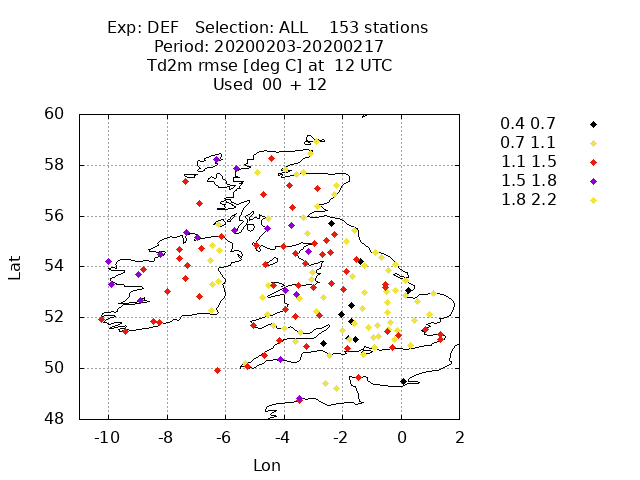 Exp: DEF Selection: ALL 153 stations
Period: 20200203-20200217
Td2m rmse [deg C] at 12 UTC
Used 00 + 12
60
58
56
54
52
50
48
-10 -8 -6 -4 -2 0 2
Lat
Lon
0.4 0.7
0.7 1.1
1.1 1.5
1.5 1.8
1.8 2.2